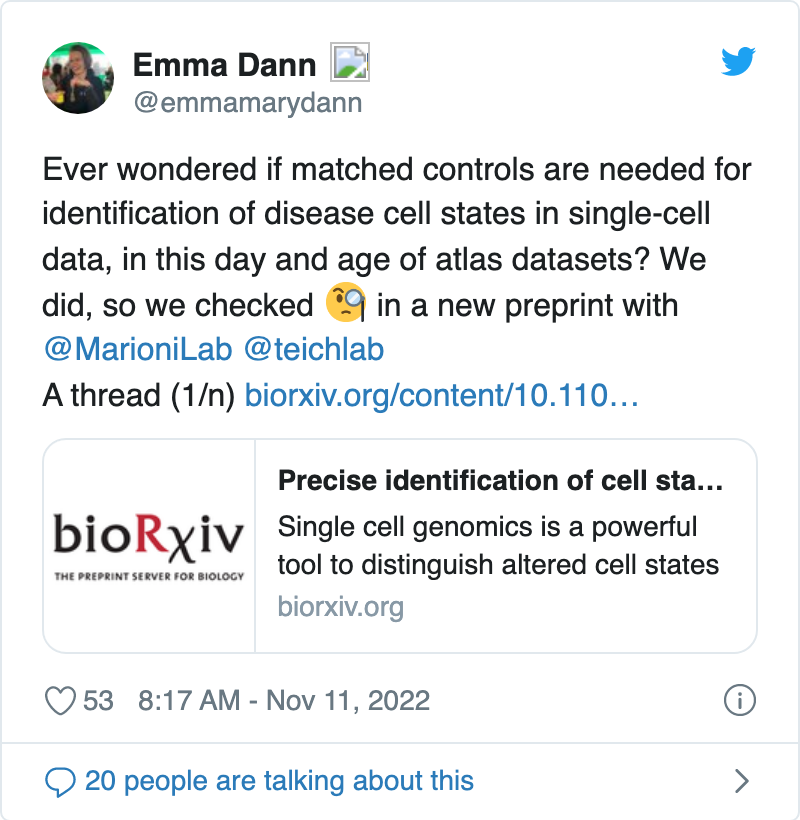 Emma Dann
@emmamarydann
Ever wondered if matched controls are needed for
identification of disease cell states in single-cell
data, in this day and age of atlas datasets? We
did, so we checked 🧐 in a new preprint with
@MarioniLab @teichlab
A thread (1/n) biorxiv.org/content/10.110…
Precise identification of cell sta…
bioRxiv
THE PREPRINT SERVER FOR BIOLOGY
Single cell genomics is a powerful
tool to distinguish altered cell states
biorxiv.org
53 8:17 AM - Nov 11, 2022
20 people are talking about this